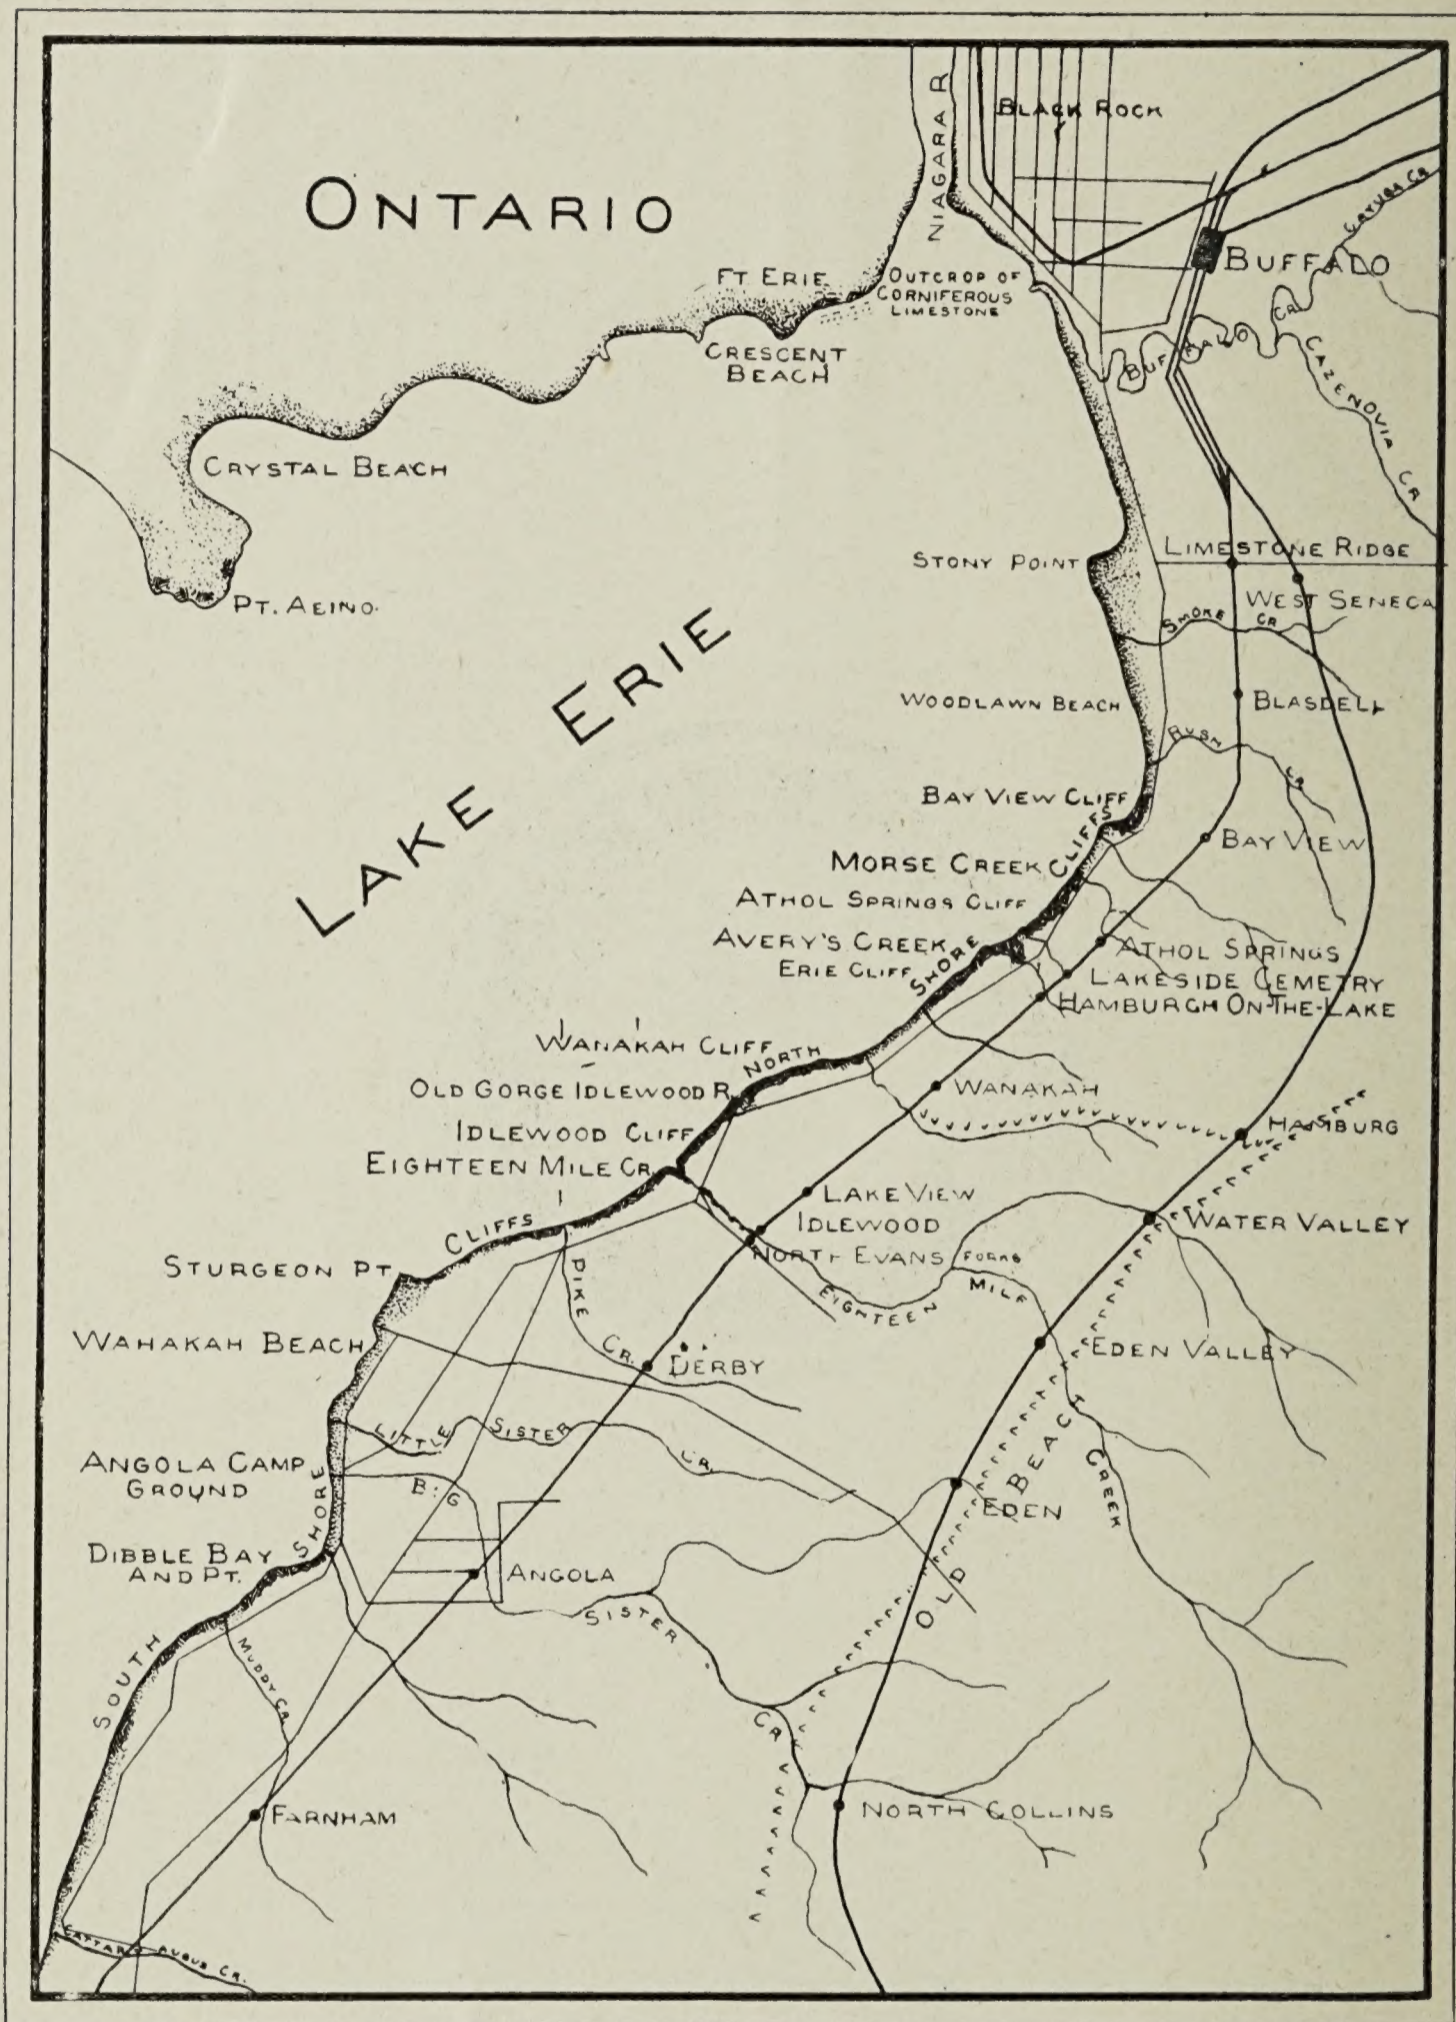 NIAGARA R
BLACK ROCK
ONTARIO
CAYUGA CR
BUFFALO
FT ERIE
OUTCROP OF
CORNIFEROUS
LIMESTONE
CRESCENT
BEACH
BUFFALO CR
CAZENOVIA CR
CRYSTAL BEACH
PT. AEINO.
STONY POINT
LIMESTONE RIDGE
WEST SENECA
SMOKE CR
LAKE ERIE
WOODLAWN BEACH
BLASDELL
RUSH CR
BAY VIEW CLIFF
BAY VIEW
MORSE CREEK
ATHOL SPRINGS CLIFF
AVERY'S CREEK
ERIE CLIFF
NORTH SHORE CLIFFS
ATHOL SPRINGS
LAKESIDE CEMETRY
HAMBURGH ON-THE-LAKE
WANAKAH CLIFF
OLD GORGE IDLEWOOD R.
WANAKAH
IDLEWOOD CLIFF
HAMBURG
EIGHTEEN MILE CR.
LAKE VIEW
IDLEWOOD
WATER VALLEY
NORTH EVANS
FORKS
STURGEON PT.
PIKE CR.
EIGHTEEN MILE CREEK
WAHAKAH BEACH
DERBY
EDEN VALLEY
LITTLE SISTER CR.
ANGOLA CAMP
GROUND
BIG SISTER CR
EDEN
OLD BEACH
DIBBLE BAY
AND PT.
ANGOLA
SOUTH SHORE CLIFFS
MUDDY CR.
FARNHAM
NORTH COLLINS
CATTARAUGUS CR.